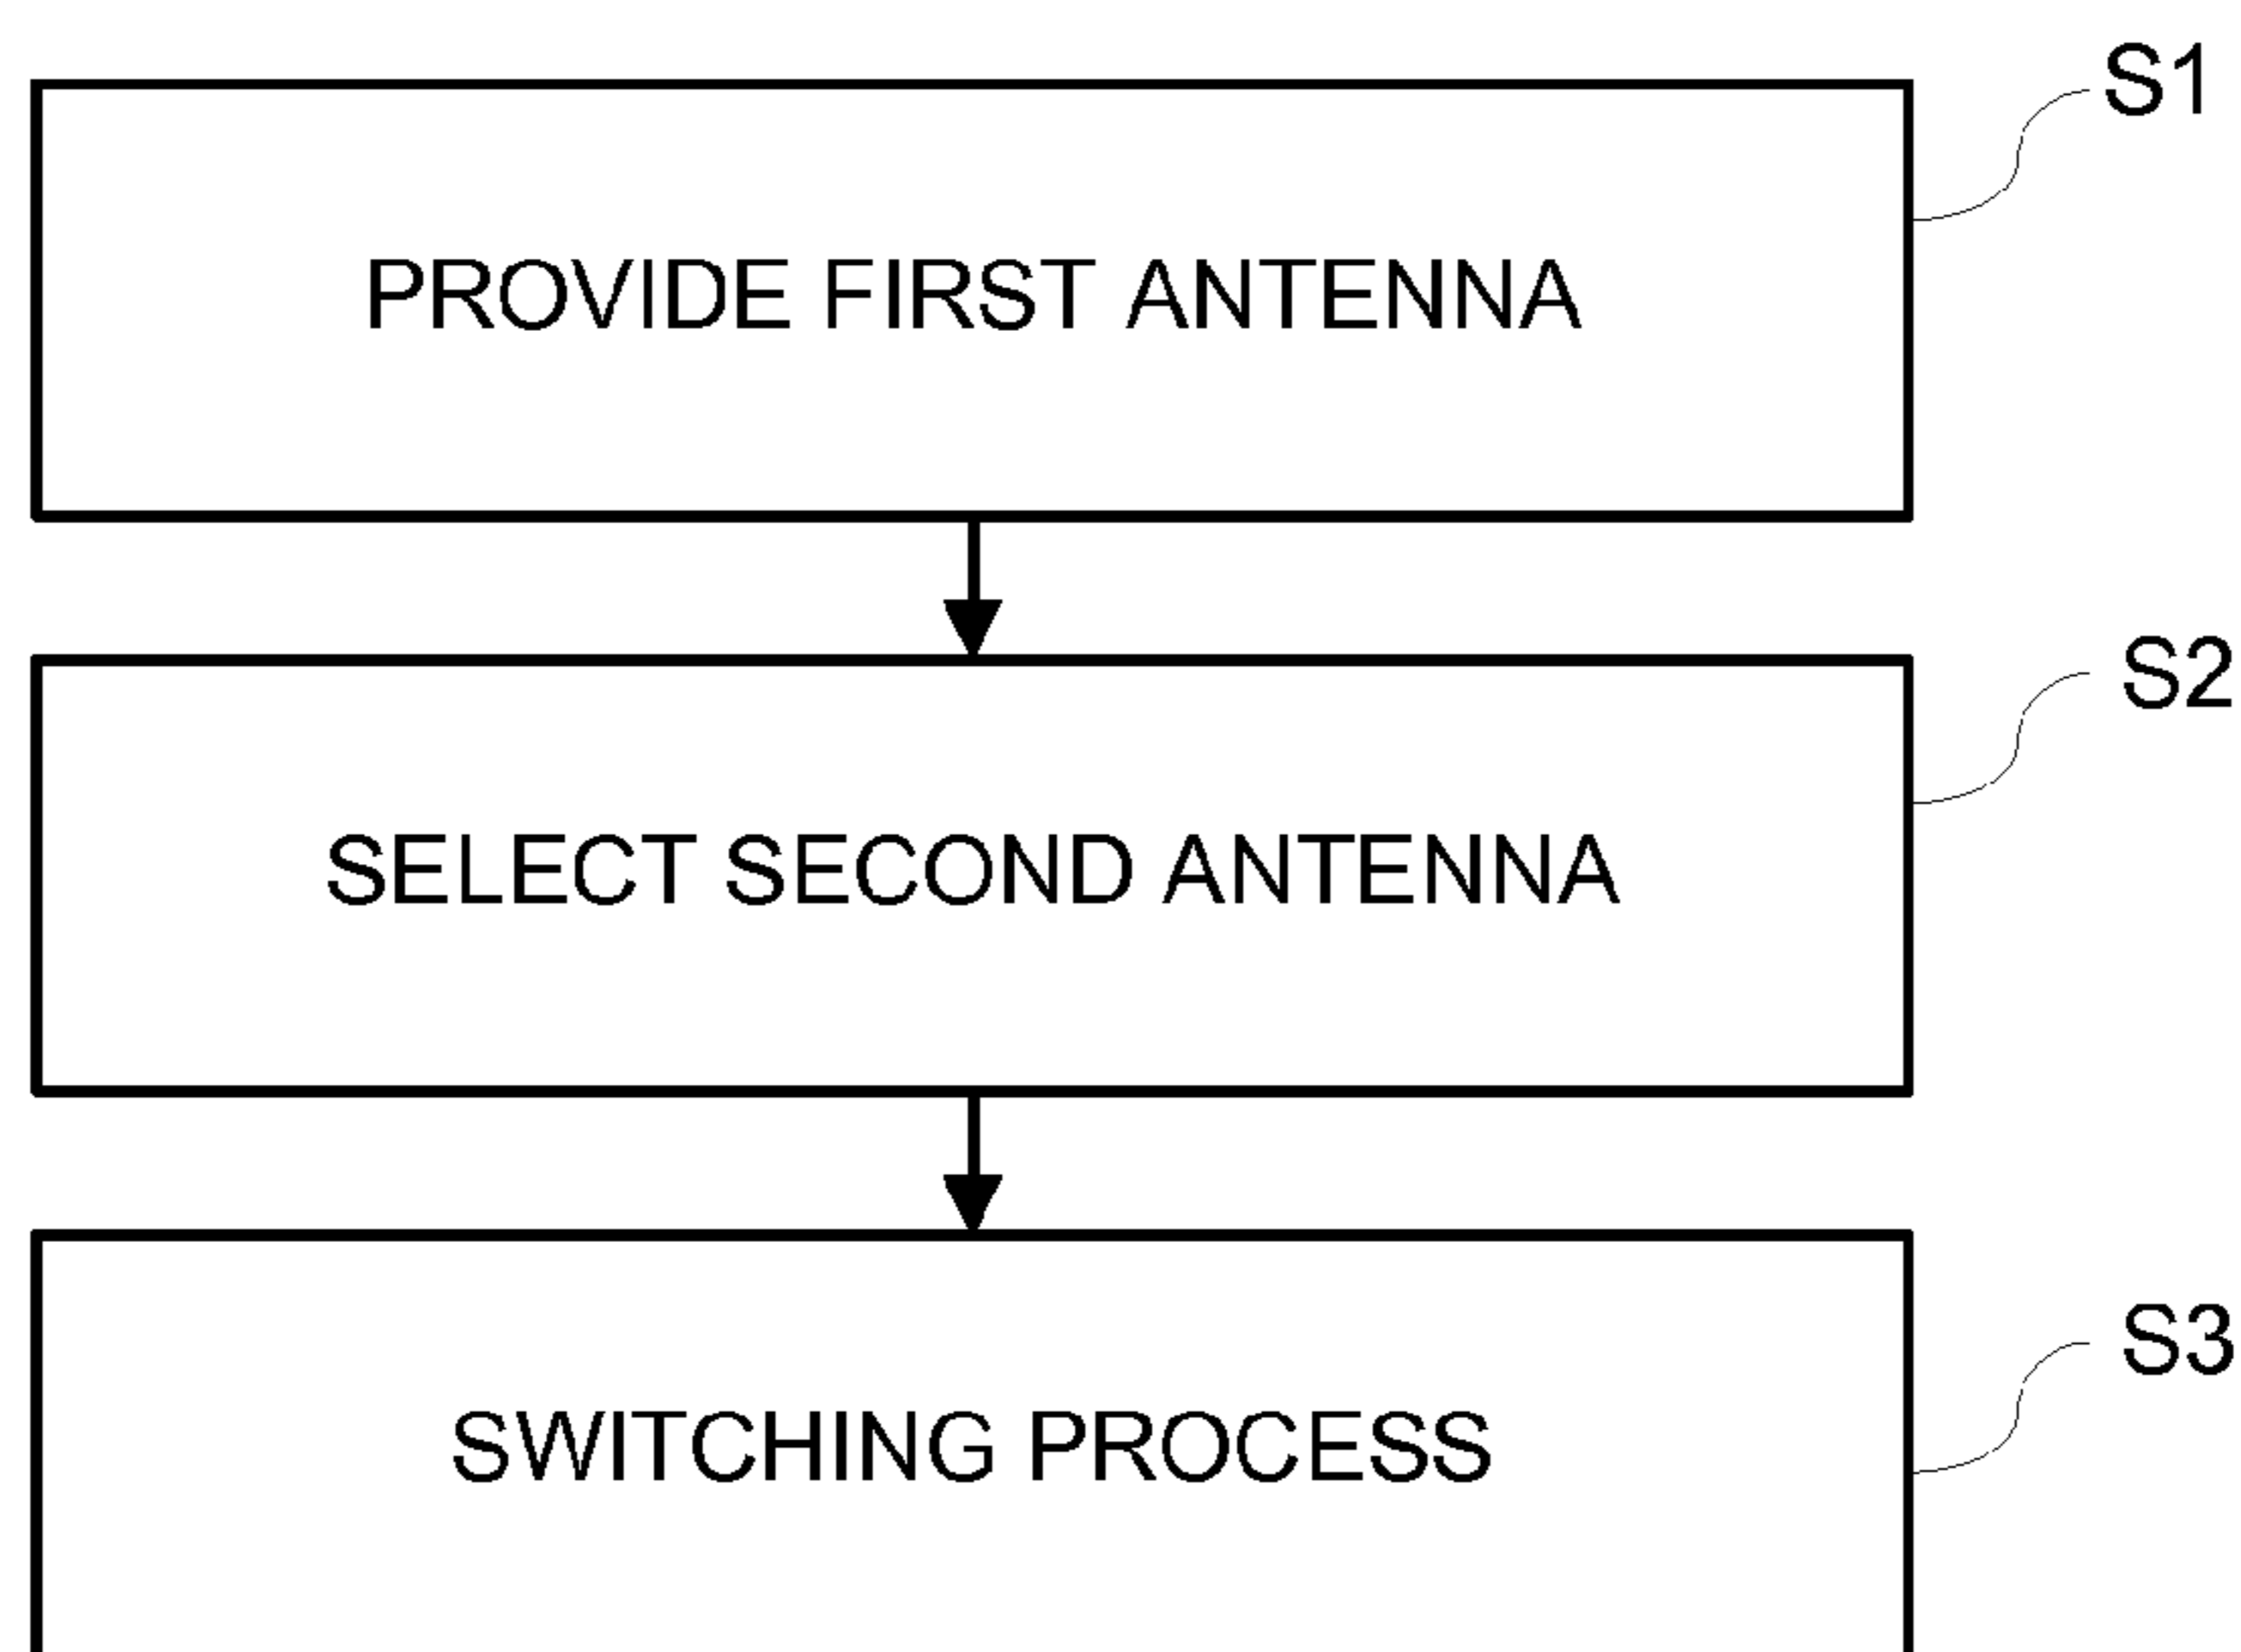 S1
PROVIDE FIRST ANTENNA
S2
SELECT SECOND ANTENNA
S3
SWITCHING PROCESS